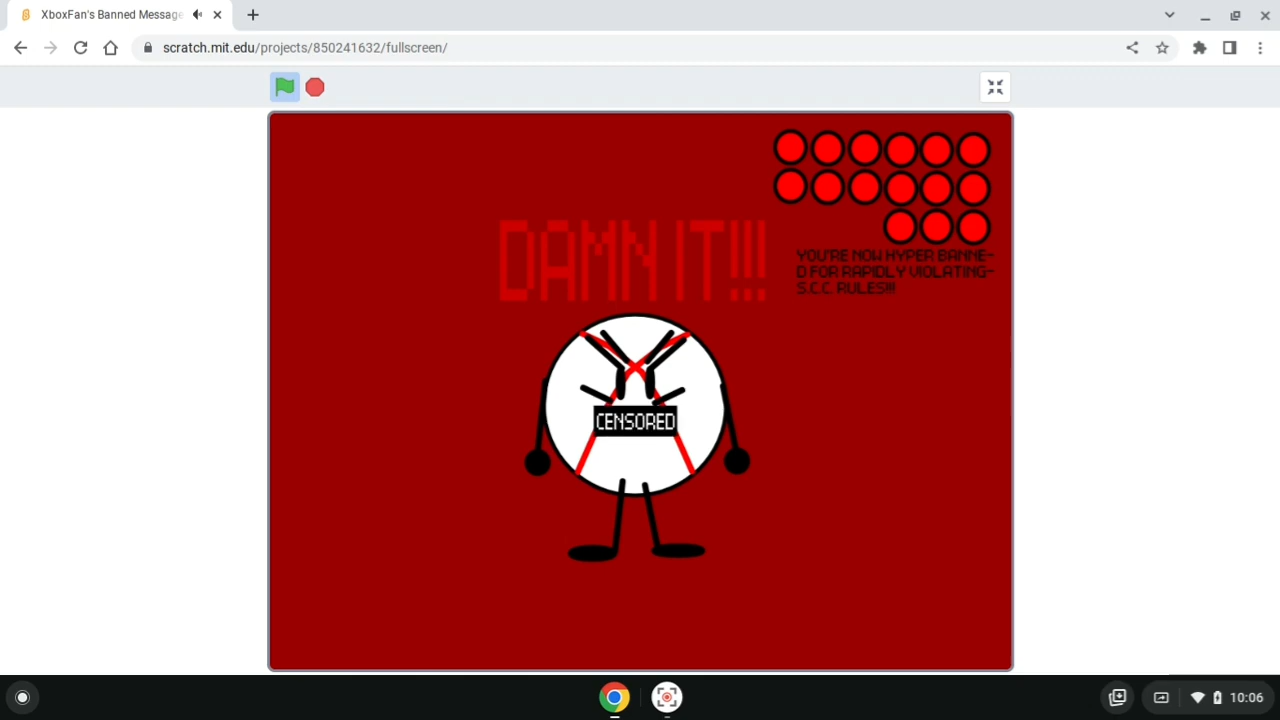 XboxFan's Banned Message
scratch.mit.edu/projects/850241632/fullscreen/
DAMN IT!!!
YOU'RE NOW HYPER BANNE-
D FOR RAPIDLY VIOLATING-
S.C.C. RULES!!!
CENSORED
10:06